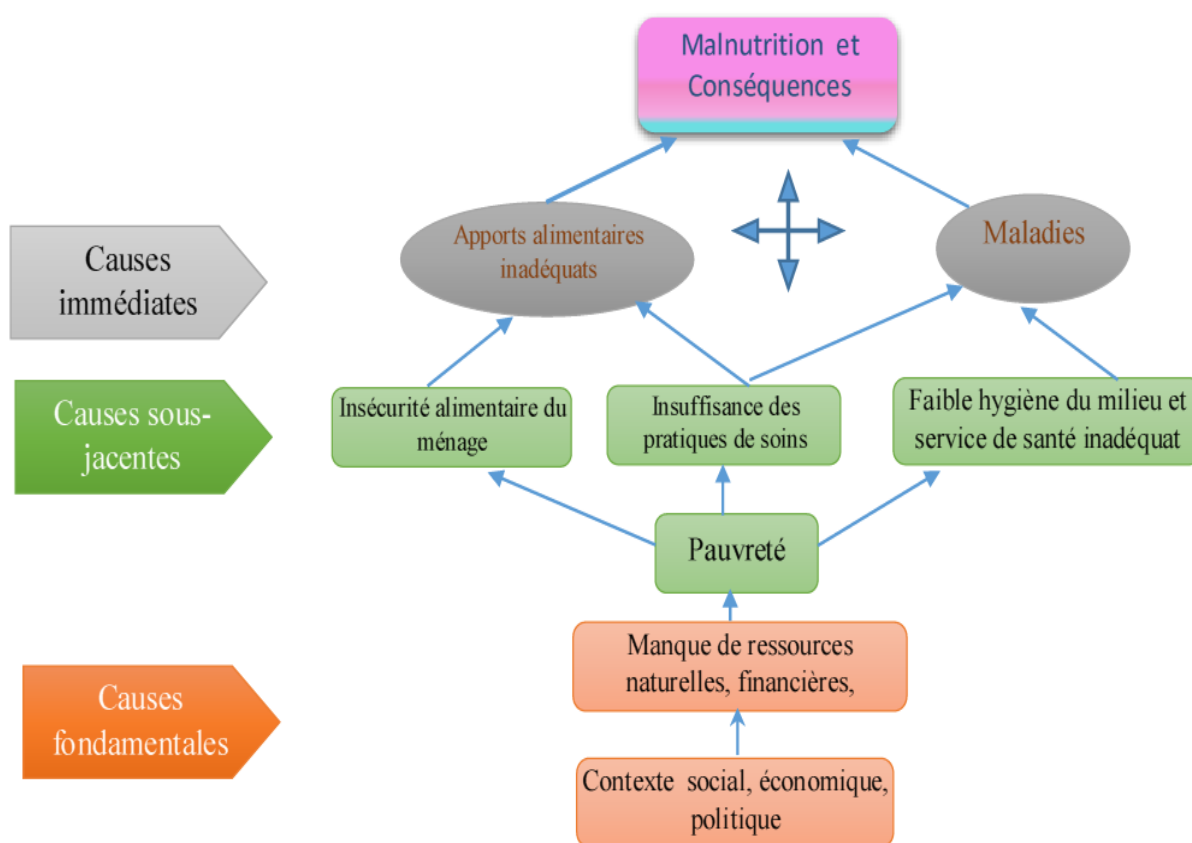 Malnutrition et
Conséquences
Causes
immédiates
Apports alimentaires
inadéquats
Maladies
Causes sous-
jacentes
Insécurité alimentaire du
ménage
Insuffisance des
pratiques de soins
Faible hygiène du milieu et
service de santé inadéquat
Pauvreté
Causes
fondamentales
Manque de ressources
naturelles, financières,
Contexte social, économique,
politique